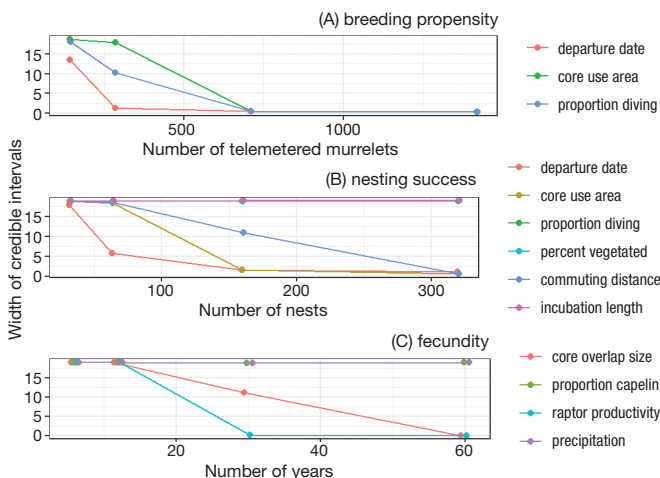 (A) breeding propensity
15
10
5
0
500
1000
Number of telemetered murrelets
departure date
core use area
proportion diving
Width of credible intervals
(B) nesting success
15
10
5
0
100
200
300
Number of nests
departure date
core use area
proportion diving
percent vegetated
commuting distance
incubation length
(C) fecundity
15
10
5
0
20
40
60
Number of years
core overlap size
proportion capelin
raptor productivity
precipitation